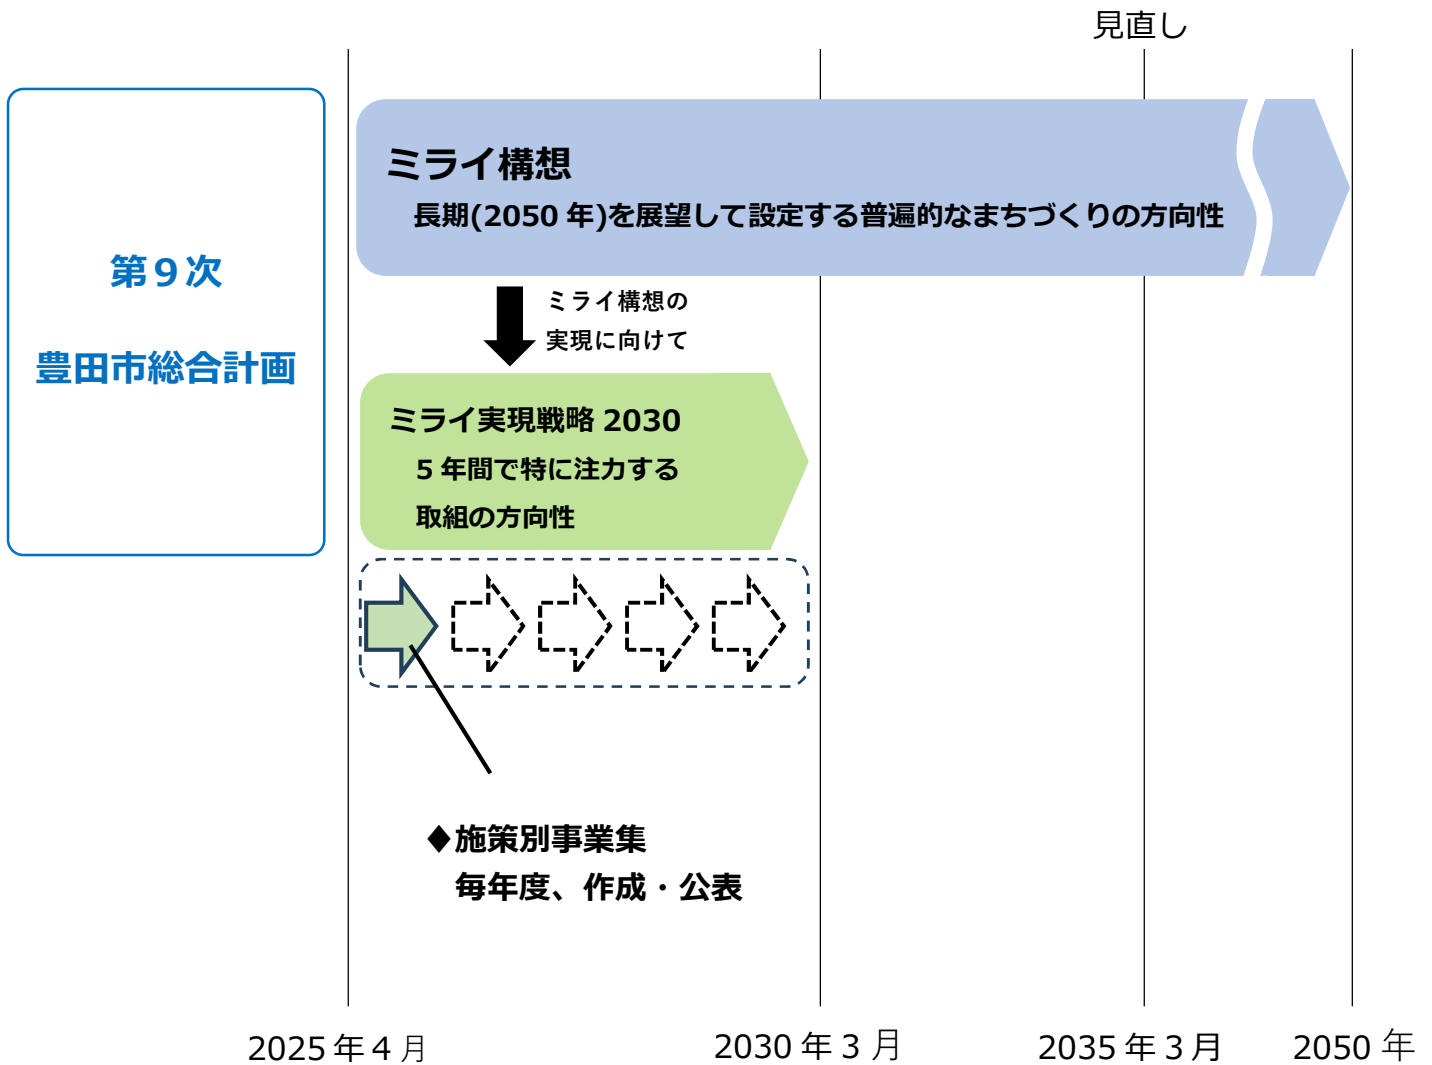 見直し
第９次
豊田市総合計画
ミライ構想
長期(2050 年)を展望して設定する普遍的なまちづくりの方向性
ミライ構想の
実現に向けて
ミライ実現戦略 2030
5 年間で特に注力する
取組の方向性
♦施策別事業集
毎年度、作成・公表
2025 年４月
2030 年３月
2035 年３月
2050 年